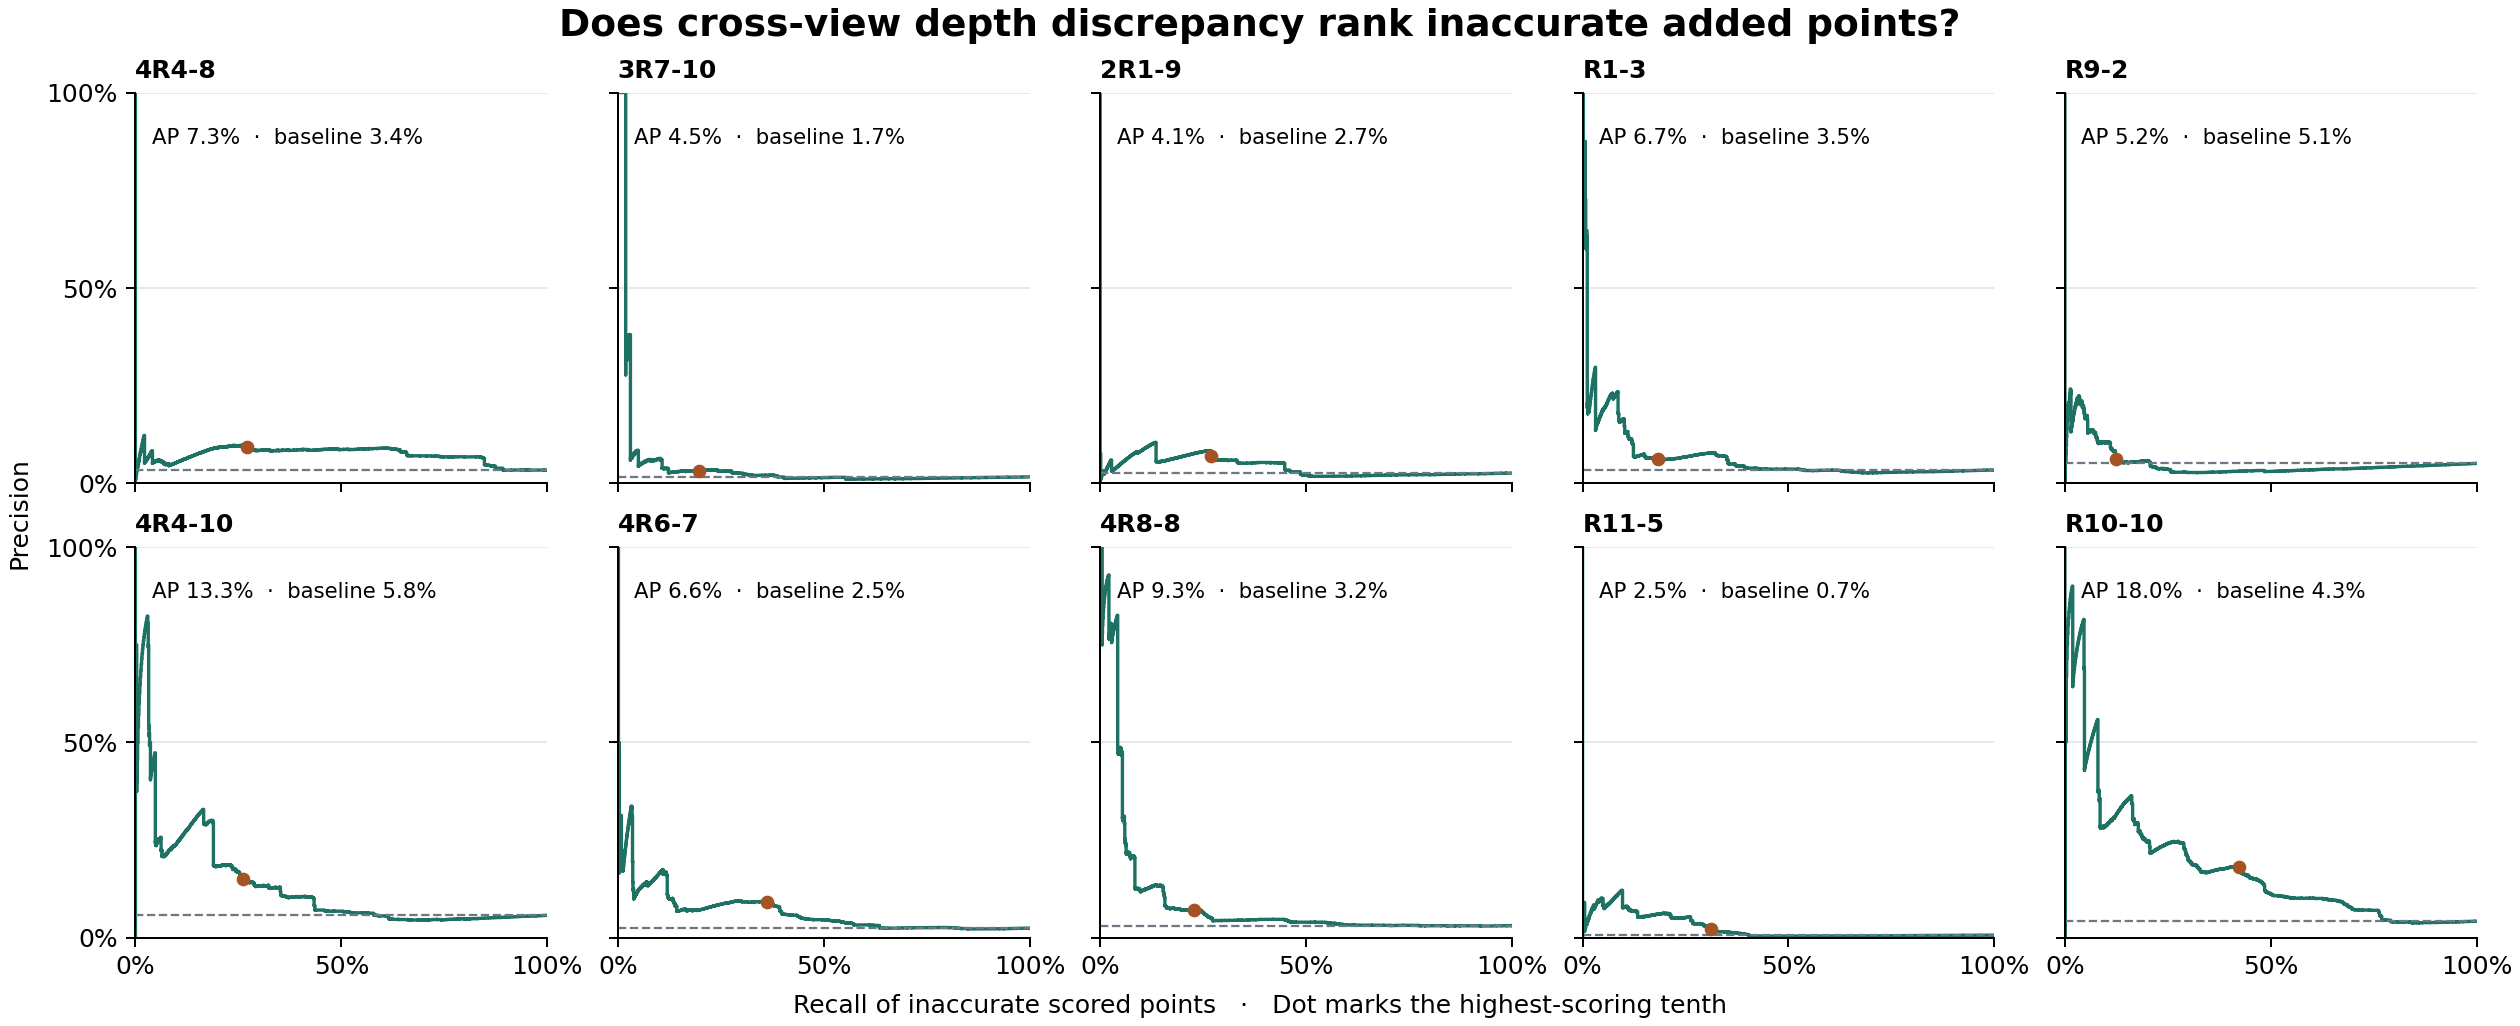 Does cross-view depth discrepancy rank inaccurate added points?
4R4-8
3R7-10
2R1-9
R1-3
R9-2
100%
50%
0%
AP 7.3% · baseline 3.4%
AP 4.5% · baseline 1.7%
AP 4.1% · baseline 2.7%
AP 6.7% · baseline 3.5%
AP 5.2% · baseline 5.1%
Precision
4R4-10
4R6-7
4R8-8
R11-5
R10-10
100%
50%
0%
AP 13.3% · baseline 5.8%
AP 6.6% · baseline 2.5%
AP 9.3% · baseline 3.2%
AP 2.5% · baseline 0.7%
AP 18.0% · baseline 4.3%
0% 50% 100% 0% 50% 100% 0% 50% 100% 0% 50% 100% 0% 50% 100%
Recall of inaccurate scored points · Dot marks the highest-scoring tenth